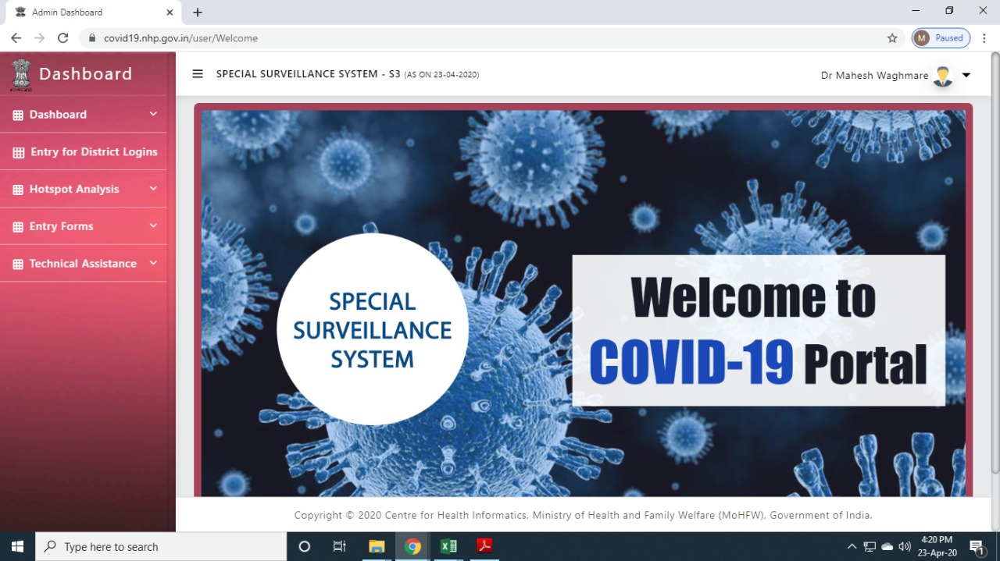 Admin Dashboard
covid19.nhp.gov.in/user/Welcome
M Paused
Dashboard
SPECIAL SURVEILLANCE SYSTEM - S3 (AS ON 23-04-2020)
Dr Mahesh Waghmare
Dashboard
Entry for District Logins
Hotspot Analysis
Entry Forms
Technical Assistance
SPECIAL
SURVEILLANCE
SYSTEM
Welcome to
COVID-19 Portal
Copyright © 2020 Centre for Health Informatics, Ministry of Health and Family Welfare (MoHFW), Government of India.
Type here to search
4:20 PM
23-Apr-20
1